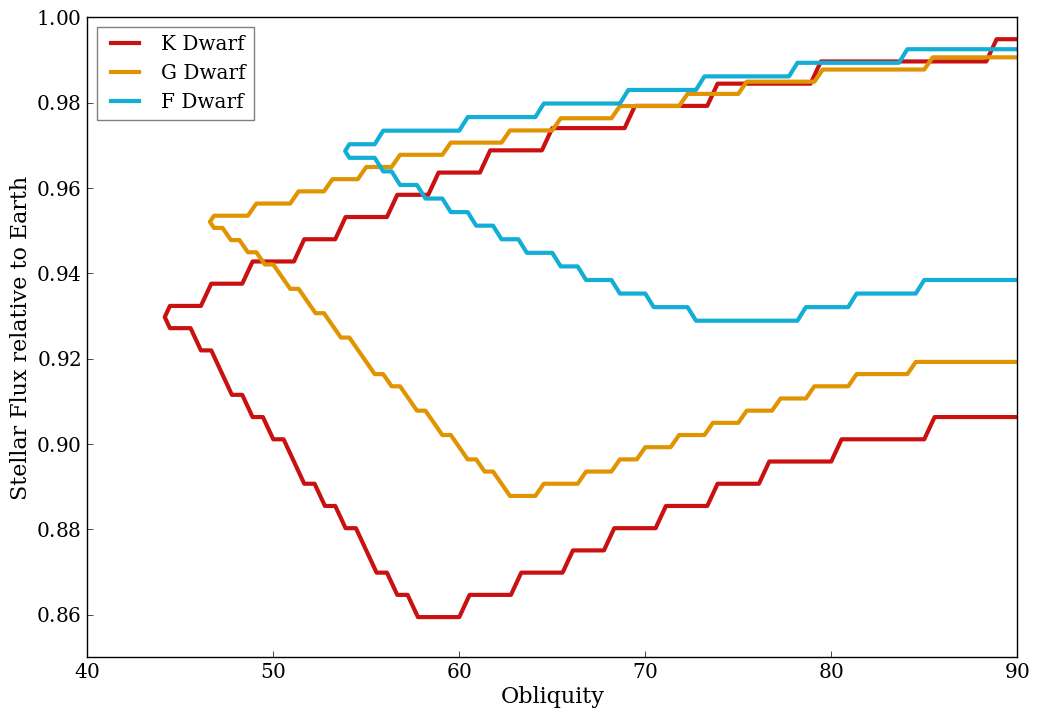 1.00
0.98
0.96
0.94
0.92
0.90
0.88
0.86
Stellar Flux relative to Earth
K Dwarf
G Dwarf
F Dwarf
40 50 60 70 80 90
Obliquity